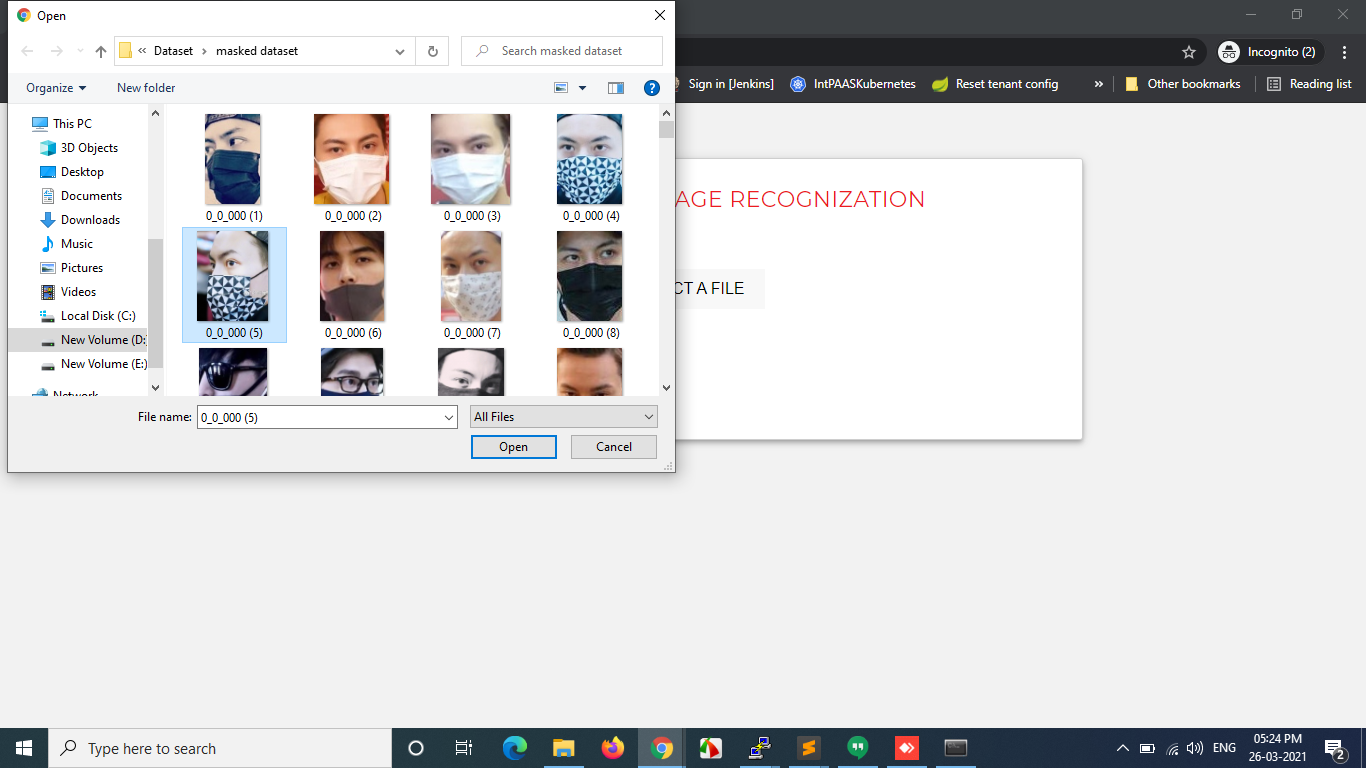 Open
Dataset
masked dataset
Search masked dataset
Organize
New folder
This PC
3D Objects
Desktop
Documents
Downloads
Music
Pictures
Videos
Local Disk (C:)
New Volume (D:
New Volume (E:)
Network
0_0_000 (1)
0_0_000 (2)
0_0_000 (3)
0_0_000 (4)
0_0_000 (5)
0_0_000 (6)
0_0_000 (7)
0_0_000 (8)
File name:
0_0_000 (5)
All Files
Open
Cancel
Incognito (2)
Sign in [Jenkins]
IntPAASKubernetes
Reset tenant config
»
Other bookmarks
Reading list
AGE RECOGNIZATION
CT A FILE
Type here to search
ENG
05:24 PM
26-03-2021
2